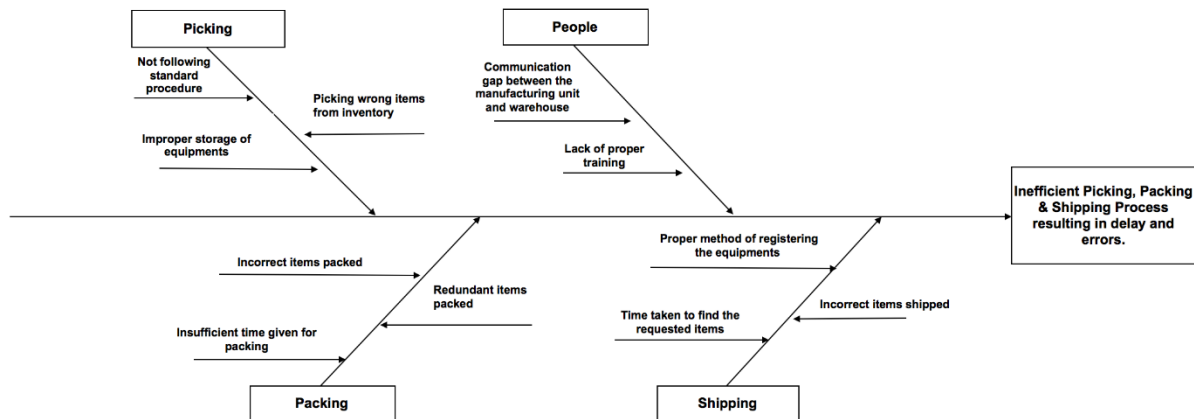 Picking
People
Not following
standard
procedure
Picking wrong items
from inventory
Improper storage of
equipments
Communication
gap between the
manufacturing unit
and warehouse
Lack of proper
training
Inefficient Picking, Packing
& Shipping Process
resulting in delay and
errors.
Incorrect items packed
Redundant items
packed
Insufficient time given for
packing
Proper method of registering
the equipments
Incorrect items shipped
Time taken to find the
requested items
Packing
Shipping